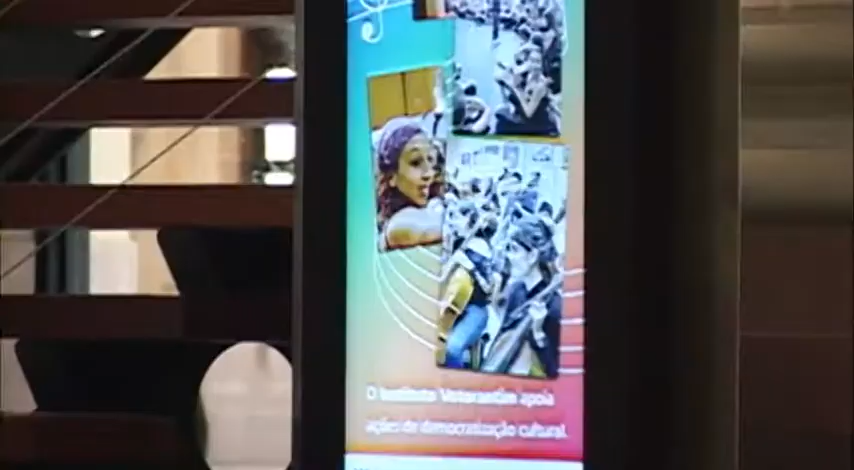 O Instituto Votorantim apoia
ações de democratização cultural.